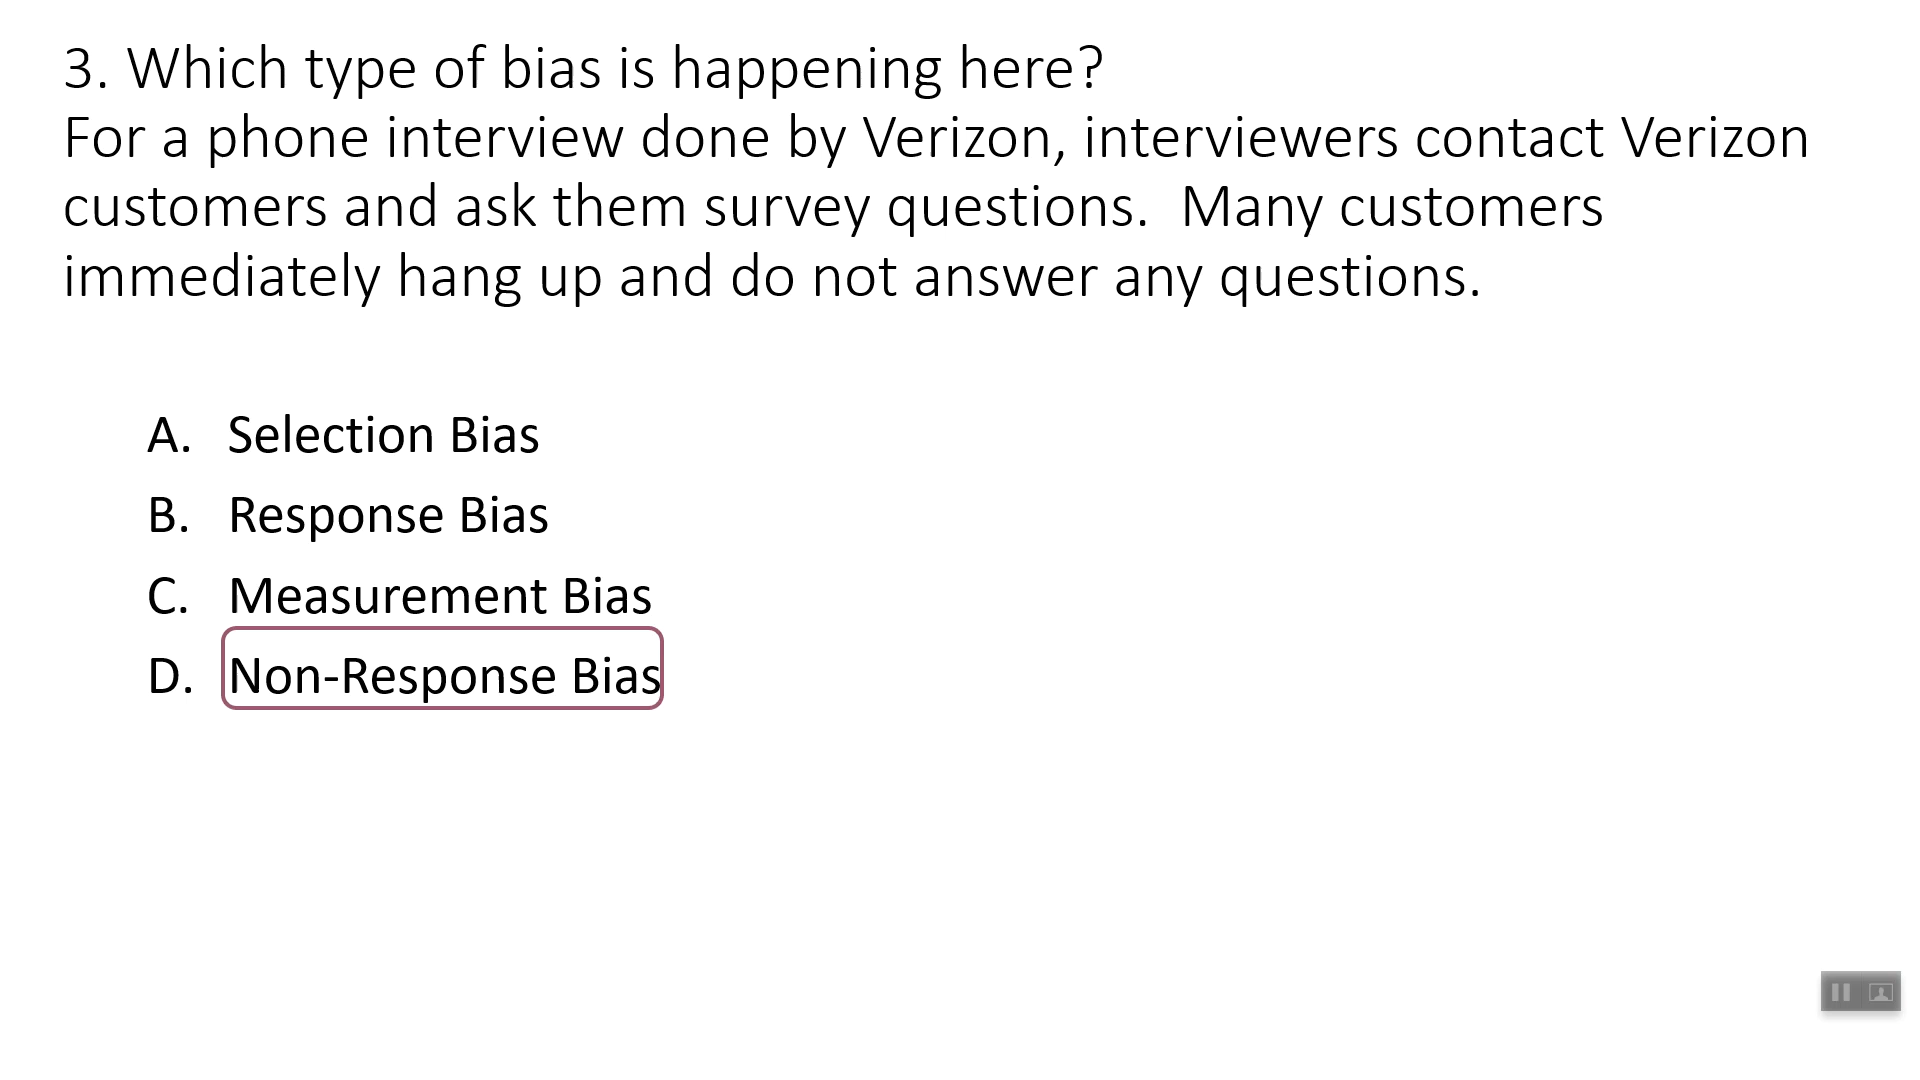 3. Which type of bias is happening here?
For a phone interview done by Verizon, interviewers contact Verizon
customers and ask them survey questions.  Many customers
immediately hang up and do not answer any questions.
A. Selection Bias
B. Response Bias
C. Measurement Bias
D. Non-Response Bias